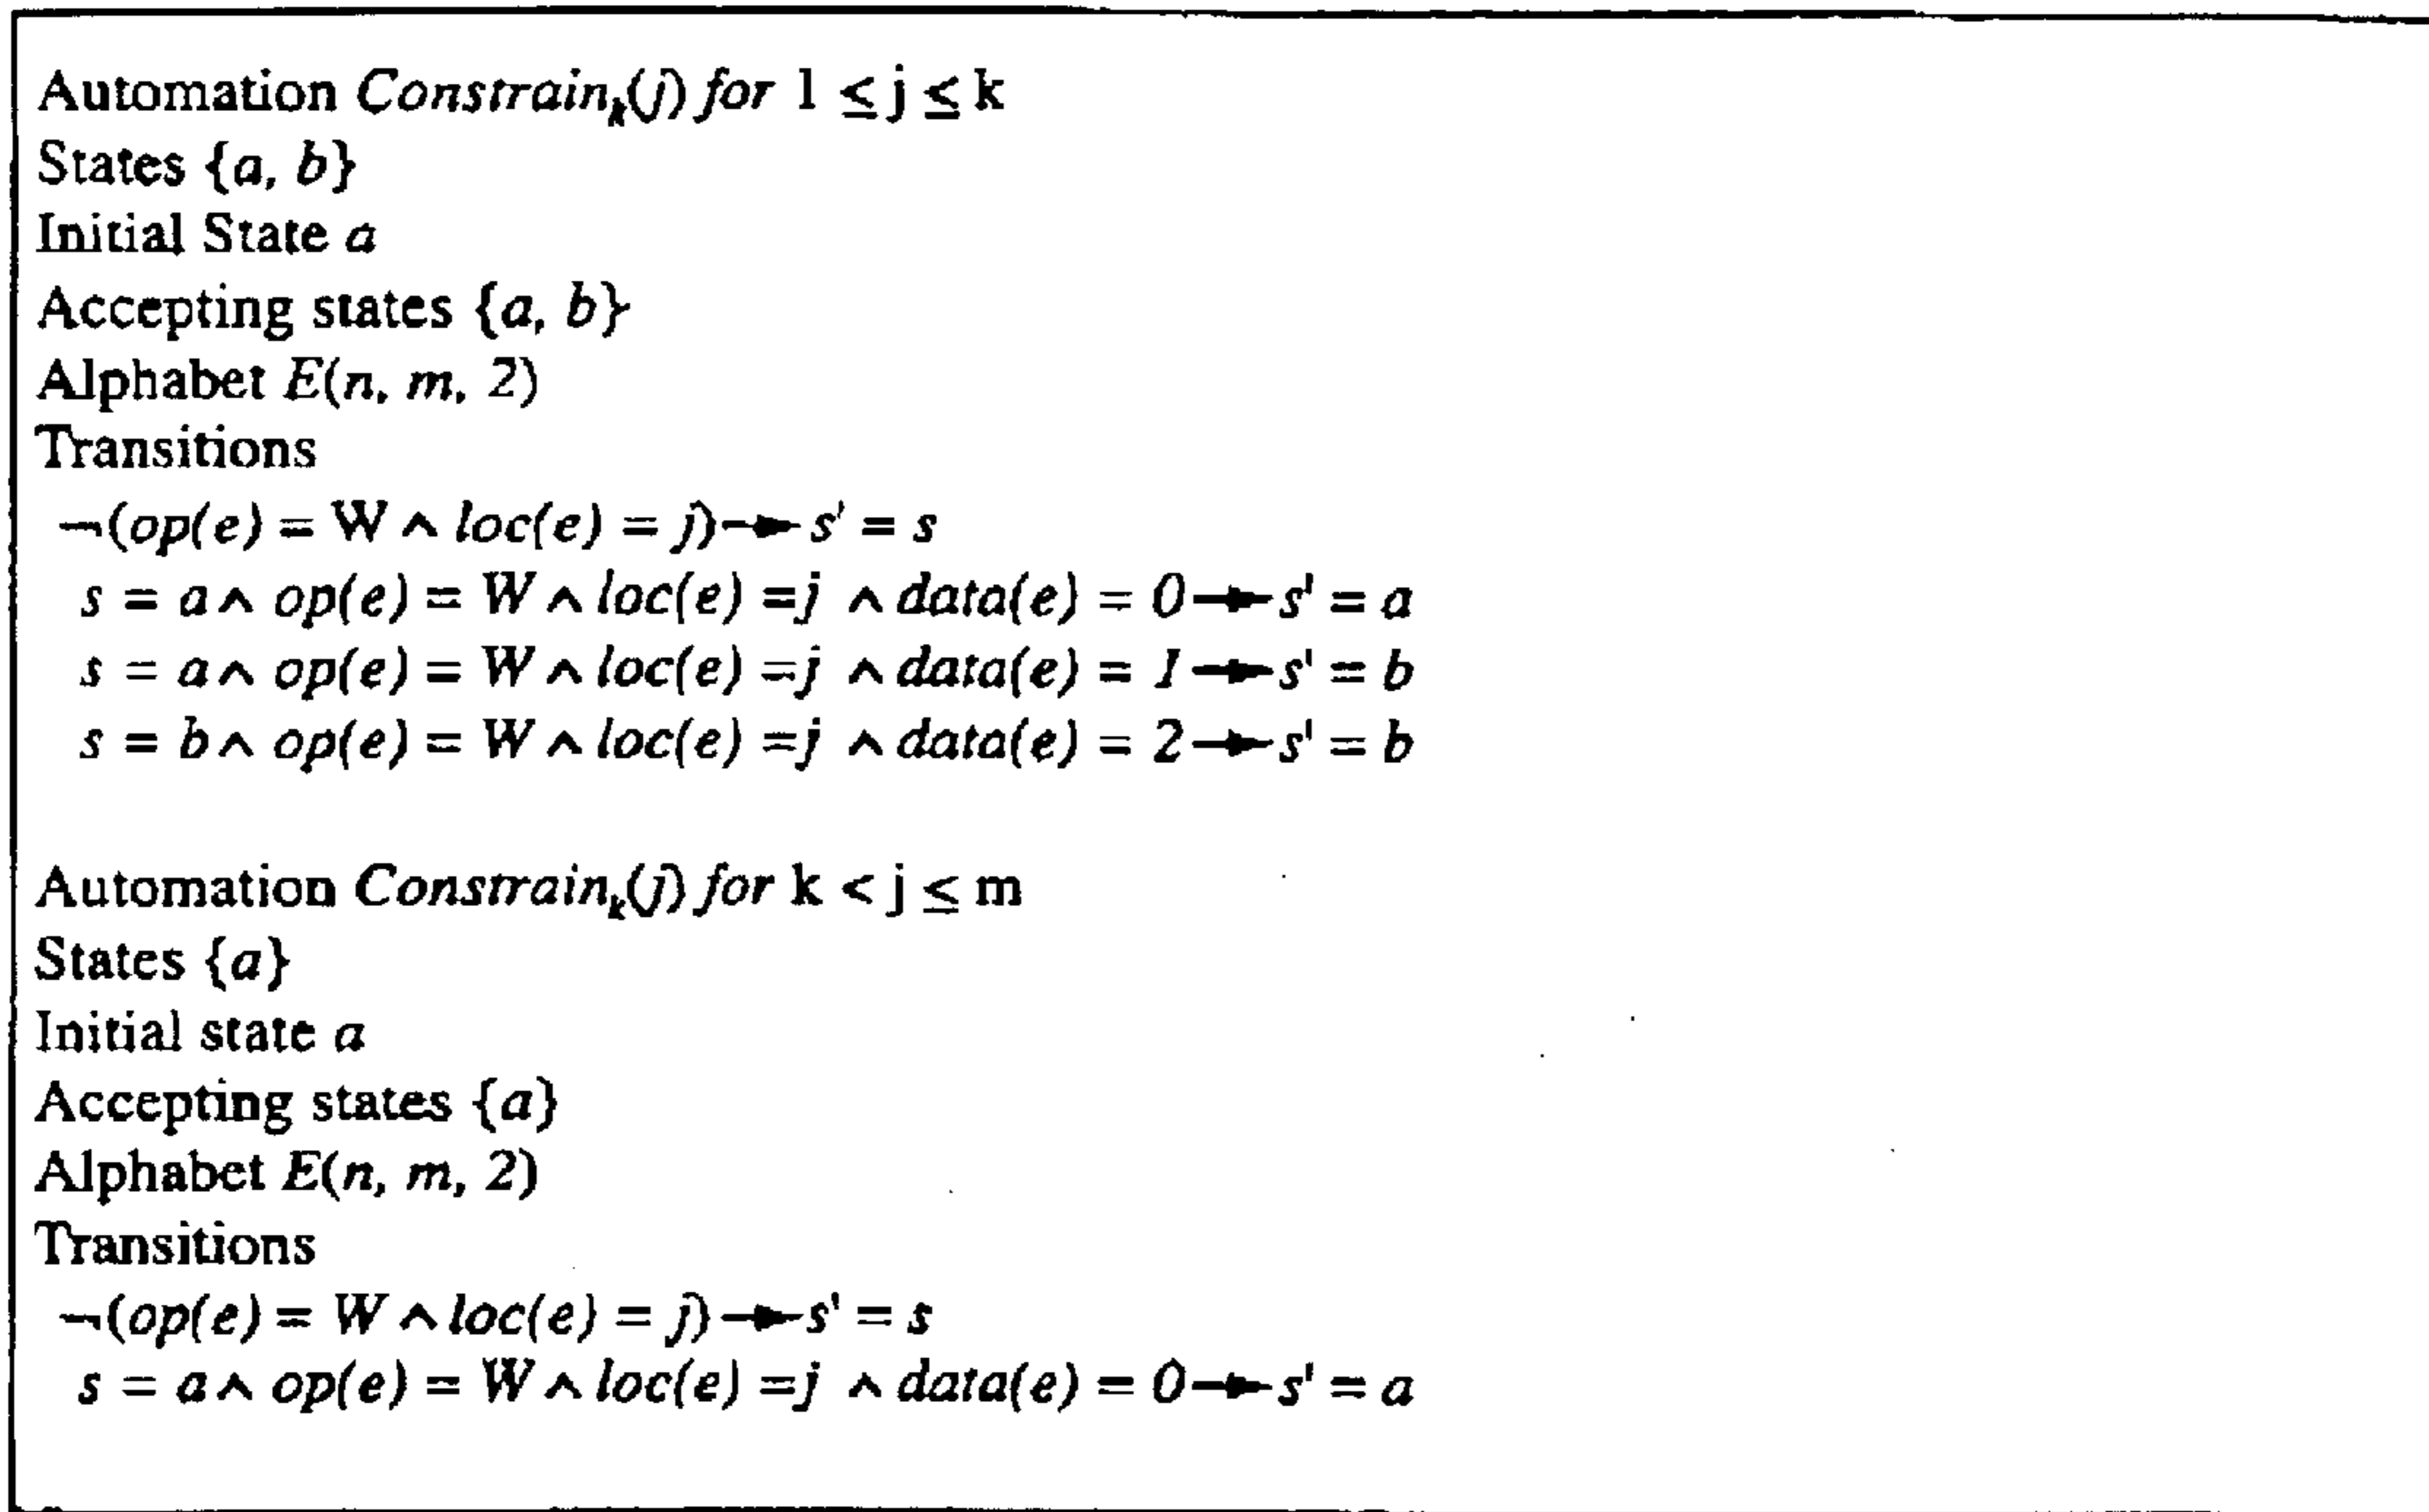 Automation Constrainₖ(j) for 1 ≤ j ≤ k
States {a, b}
Initial State a
Accepting states {a, b}
Alphabet E(n, m, 2)
Transitions
¬(op(e) = W ∧ loc(e) = j) → s' = s
s = a ∧ op(e) = W ∧ loc(e) =j ∧ data(e) = 0 → s' = a
s = a ∧ op(e) = W ∧ loc(e) =j ∧ data(e) = 1 → s' = b
s = b ∧ op(e) = W ∧ loc(e) =j ∧ data(e) = 2 → s' = b
Automation Constrainₖ(j) for k < j ≤ m
States {a}
Initial state a
Accepting states {a}
Alphabet E(n, m, 2)
Transitions
¬(op(e) = W ∧ loc(e) = j) → s' = s
s = a ∧ op(e) = W ∧ loc(e) =j ∧ data(e) = 0 → s' = a